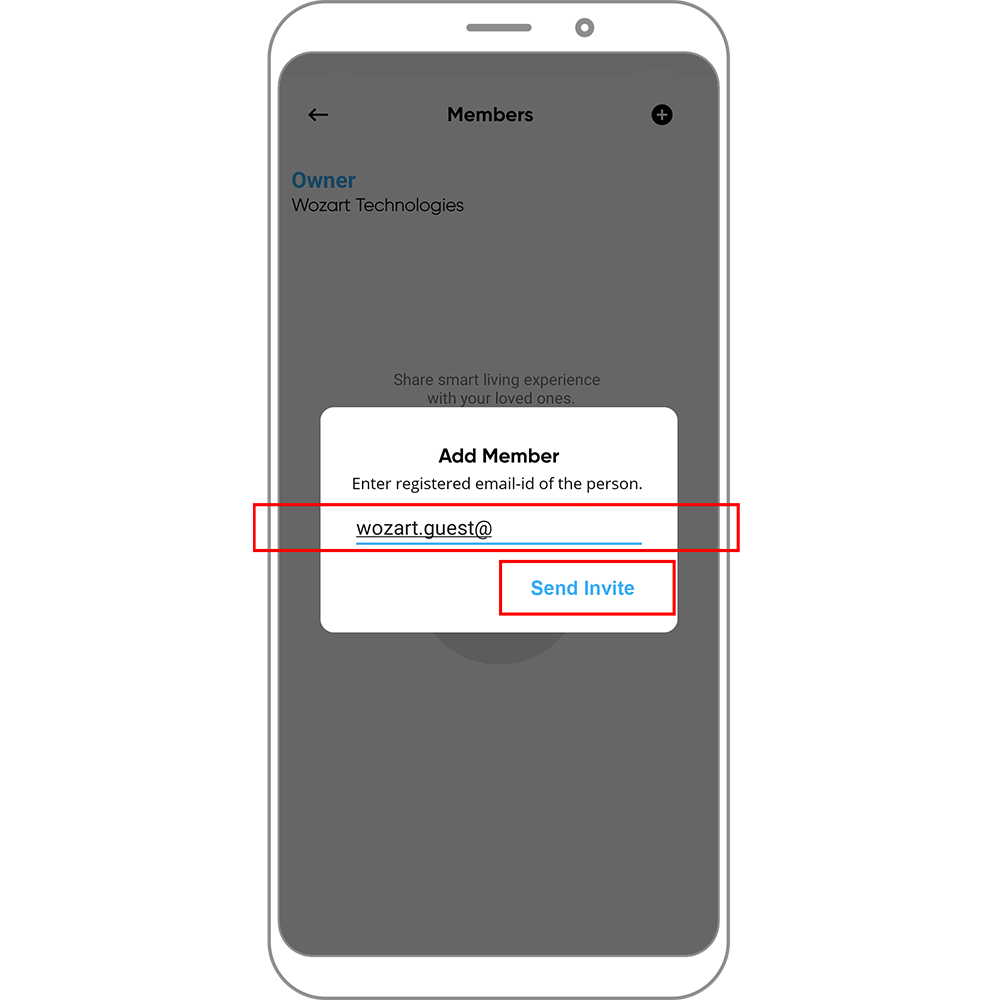 Members
Owner
Wozart Technologies
Share smart living experience
with your loved ones.
Add Member
Enter registered email-id of the person.
wozart.guest@
Send Invite